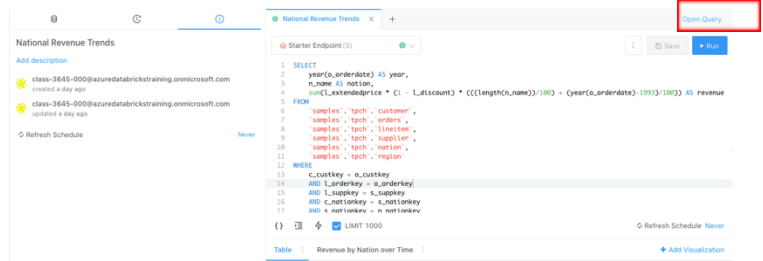 National Revenue Trends
Add description
class-3645-000@azuredatabrickstraining.onmicrosoft.com
created a day ago
class-3645-000@azuredatabrickstraining.onmicrosoft.com
updated a day ago
Refresh Schedule Never
National Revenue Trends × +
Open Query
Starter Endpoint (S)
Save Run
1 SELECT
2 year(o_orderdate) AS year,
3 n_name AS nation,
4 sum(l_extendedprice * (1 - l_discount) * (((length(n_name))/100) + (year(o_orderdate)-1993)/100)) AS revenue
5 FROM
6 `samples`.`tpch`.`customer`,
7 `samples`.`tpch`.`orders`,
8 `samples`.`tpch`.`lineitem`,
9 `samples`.`tpch`.`supplier`,
10 `samples`.`tpch`.`nation`,
11 `samples`.`tpch`.`region`
12 WHERE
13 c_custkey = o_custkey
14 AND l_orderkey = o_orderkey
15 AND l_suppkey = s_suppkey
16 AND c_nationkey = s_nationkey
17 AND s_nationkey = n_nationkey
{} LIMIT 1000 Refresh Schedule Never
Table Revenue by Nation over Time + Add Visualization